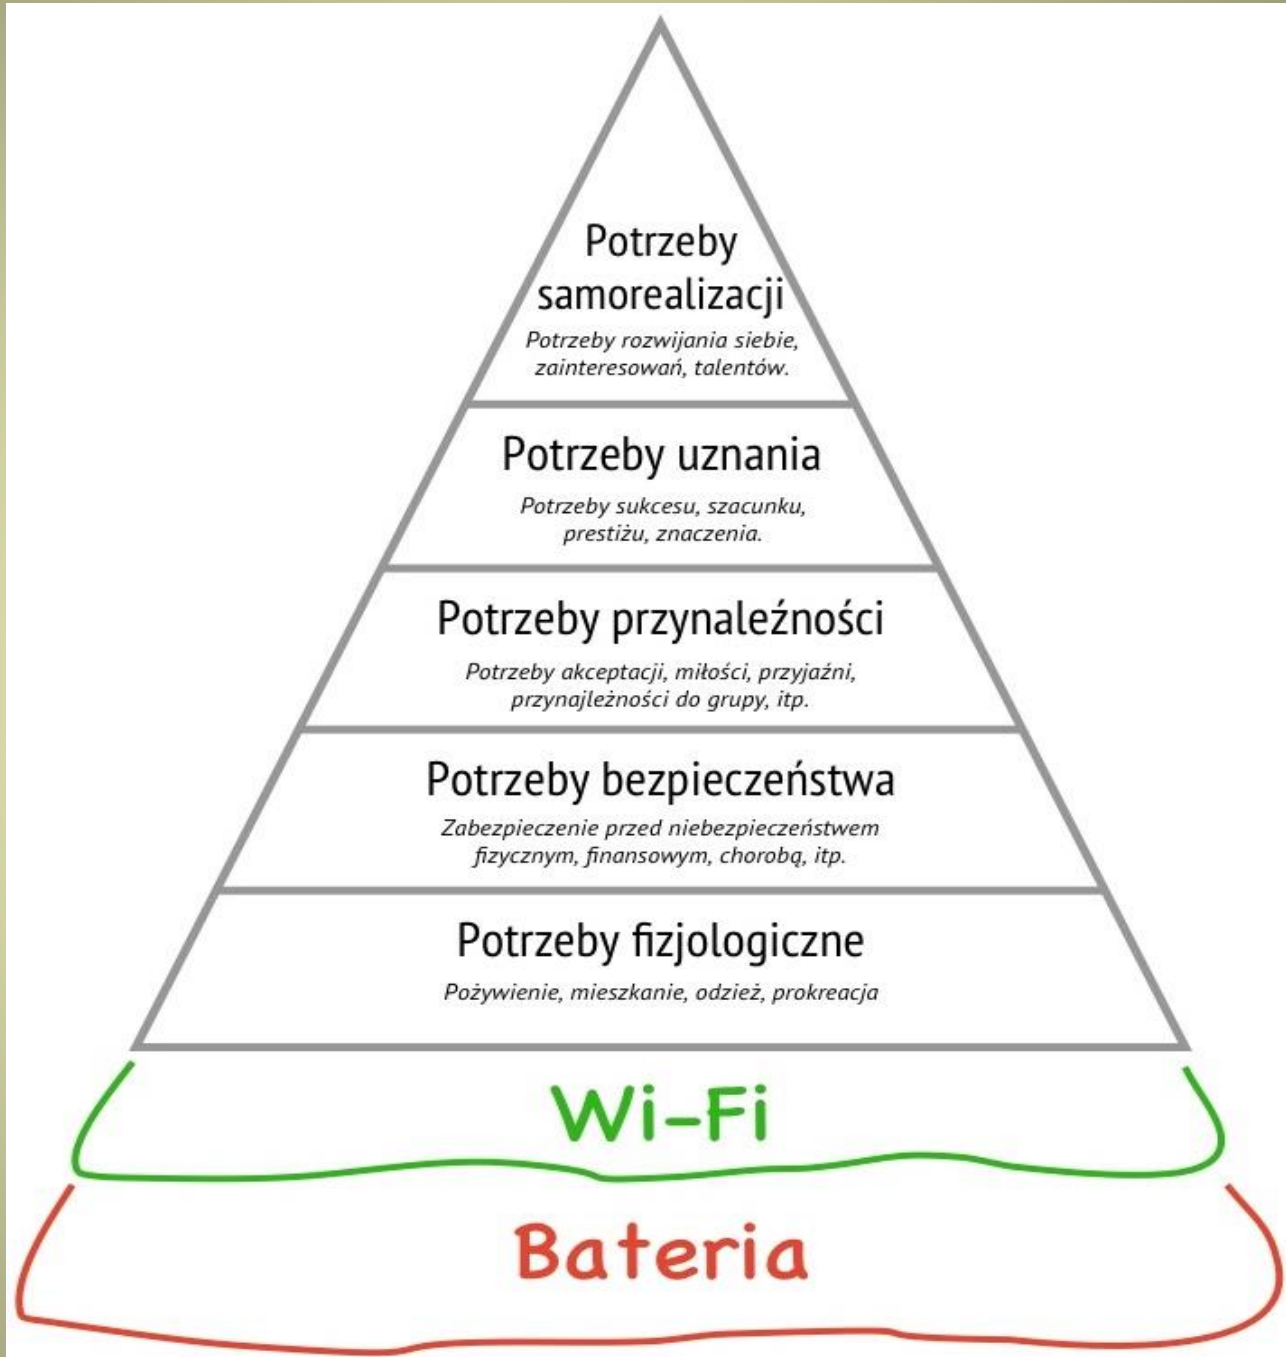 Potrzeby
samorealizacji
Potrzeby rozwijania siebie,
zainteresowań, talentów.
Potrzeby uznania
Potrzeby sukcesu, szacunku,
prestiżu, znaczenia.
Potrzeby przynależności
Potrzeby akceptacji, miłości, przyjaźni,
przynajleżności do grupy, itp.
Potrzeby bezpieczeństwa
Zabezpieczenie przed niebezpieczeństwem
fizycznym, finansowym, chorobą, itp.
Potrzeby fizjologiczne
Pożywienie, mieszkanie, odzież, prokreacja
Wi-Fi
Bateria